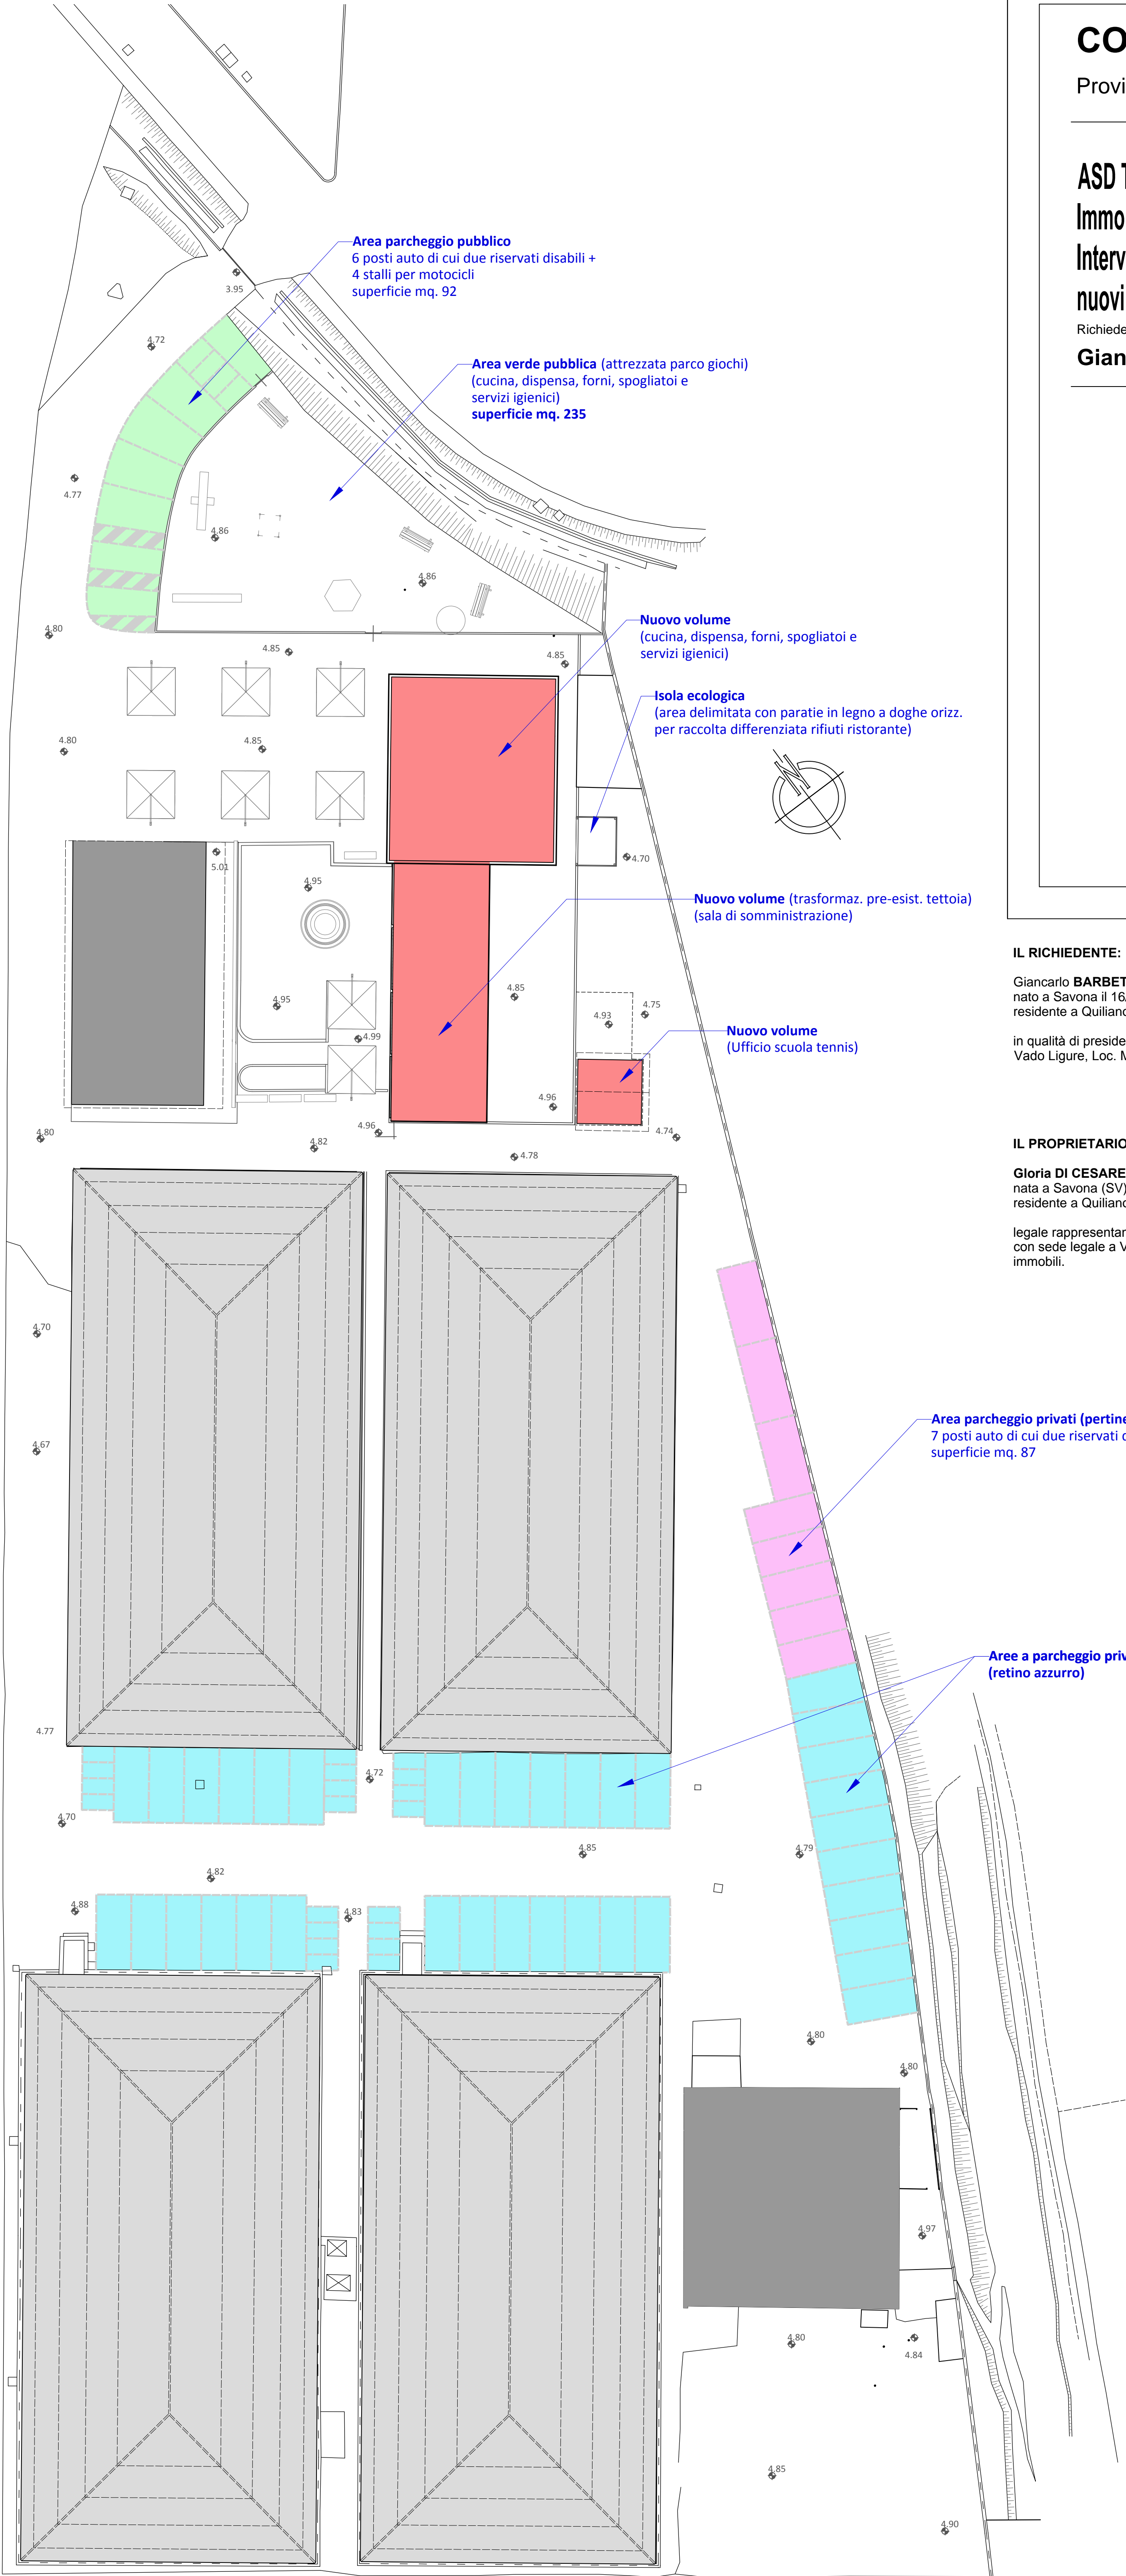 CO
Provi
ASD T
Immo
Interv
nuovi
Richiede
Gian
Area parcheggio pubblico
6 posti auto di cui due riservati disabili +
4 stalli per motocicli
superficie mq. 92
3.95
4.72
Area verde pubblica (attrezzata parco giochi)
(cucina, dispensa, forni, spogliatoi e
servizi igienici)
superficie mq. 235
4.77
4.86
4.86
4.80
4.85
4.85
Nuovo volume
(cucina, dispensa, forni, spogliatoi e
servizi igienici)
Isola ecologica
(area delimitata con paratie in legno a doghe orizz.
per raccolta differenziata rifiuti ristorante)
4.80
4.85
N
5.01
4.70
4.95
Nuovo volume (trasformaz. pre-esist. tettoia)
(sala di somministrazione)
4.95
4.85
4.75
4.93
4.99
Nuovo volume
(Ufficio scuola tennis)
4.96
4.96
4.80
4.82
4.74
4.78
IL RICHIEDENTE:
Giancarlo BARBET
nato a Savona il 16
residente a Quiliano
in qualità di preside
Vado Ligure, Loc. M
IL PROPRIETARIO
Gloria DI CESARE
nata a Savona (SV)
residente a Quiliano
legale rappresentan
con sede legale a V
immobili.
4.70
4.67
Area parcheggio privati (pertine
7 posti auto di cui due riservati d
superficie mq. 87
Aree a parcheggio priv
(retino azzurro)
4.77
4.72
4.70
4.85
4.79
4.82
4.88
4.83
4.80
4.80
4.97
4.80
4.84
4.85
4.90